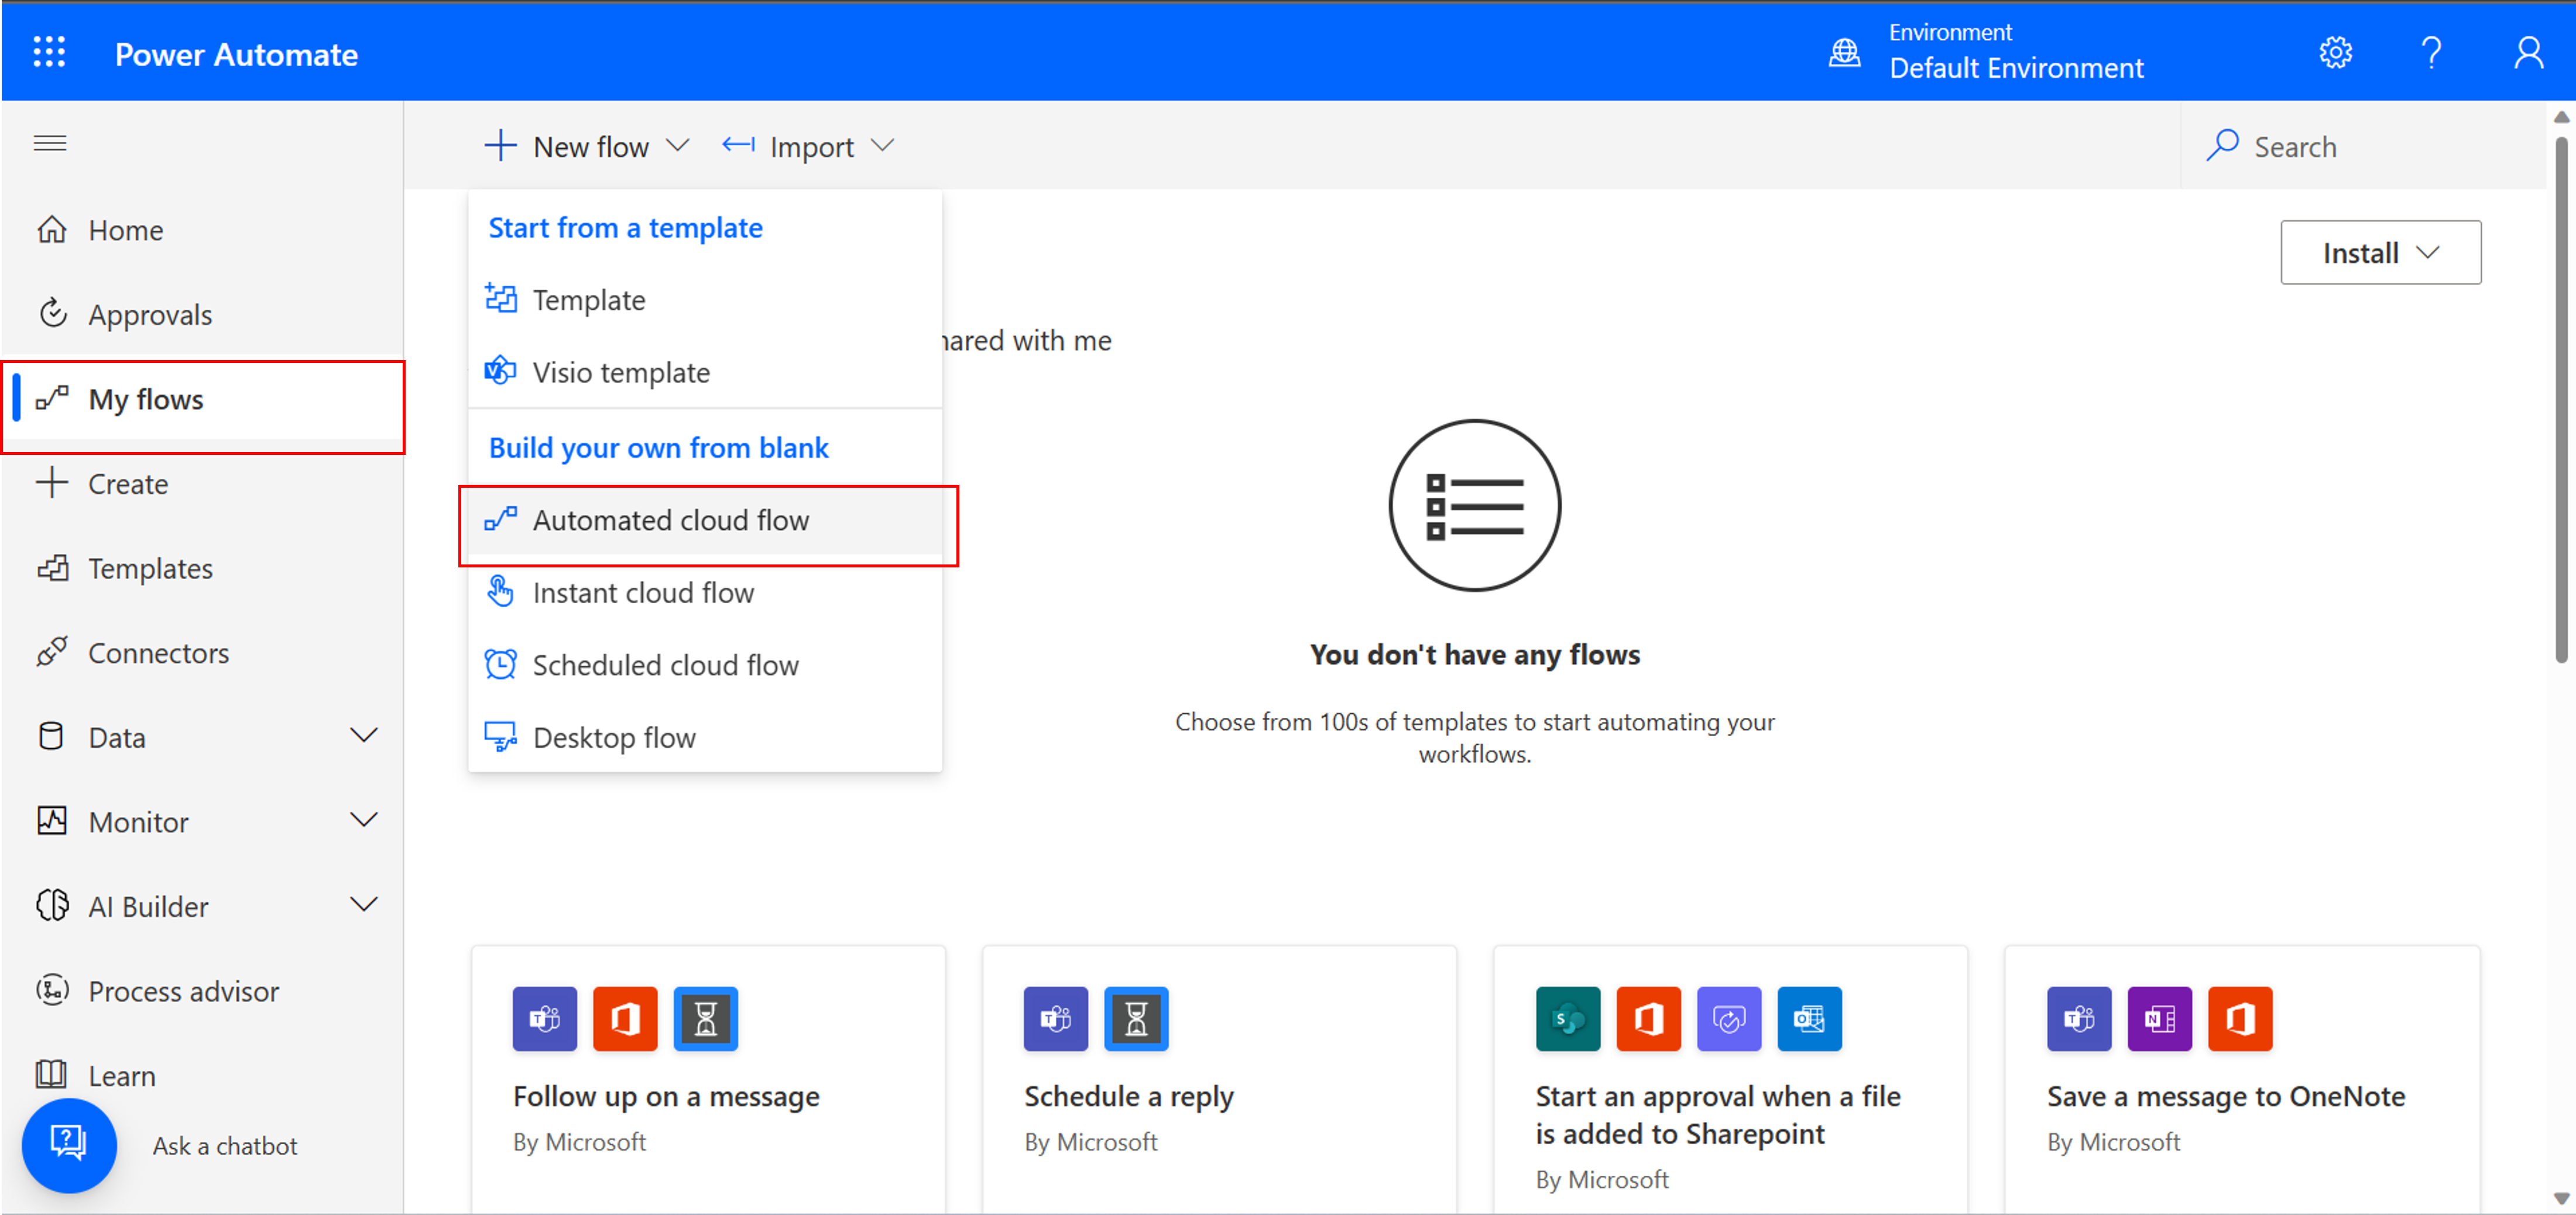 Power Automate
Environment
Default Environment
New flow
Import
Search
Home
Approvals
My flows
Create
Templates
Connectors
Data
Monitor
AI Builder
Process advisor
Learn
Ask a chatbot
Start from a template
Template
Visio template
Build your own from blank
Automated cloud flow
Instant cloud flow
Scheduled cloud flow
Desktop flow
Install
hared with me
You don't have any flows
Choose from 100s of templates to start automating your
workflows.
Follow up on a message
By Microsoft
Schedule a reply
By Microsoft
Start an approval when a file
is added to Sharepoint
By Microsoft
Save a message to OneNote
By Microsoft